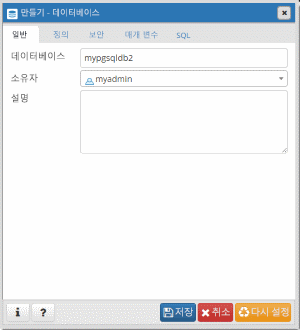 만들기 - 데이터베이스
일반 정의 보안 매개 변수 SQL
데이터베이스 mypgsqldb2
소유자 myadmin
설명
i ? 저장 취소 다시 설정